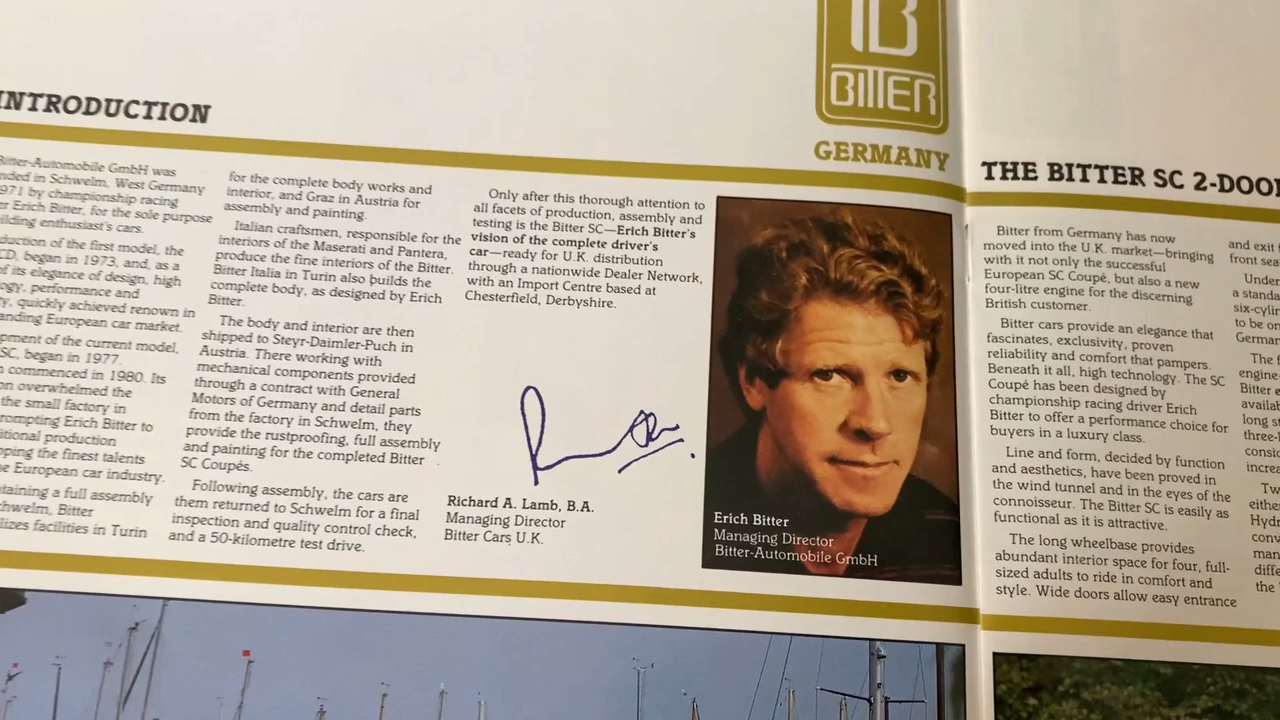 INTRODUCTION
Bitter-Automobile GmbH was
in Schwelm, West Germany
by championship racing
Erich Bitter, for the sole purpose
enthusiast's cars.
of the first model, the
began in 1973, and, as a
of its elegance of design, high
performance and
quickly achieved renown in
European car market.
of the current model,
SC, began in 1977.
commenced in 1980. Its
overwhelmed the
the small factory in
Erich Bitter to
production
the finest talents
European car industry.
a full assembly
Bitter
facilities in Turin
for the complete body works and
interior, and Graz in Austria for
assembly and painting.
Italian craftsmen, responsible for the
interiors of the Maserati and Pantera,
produce the fine interiors of the Bitter.
Bitter Italia in Turin also builds the
complete body, as designed by Erich
Bitter.
The body and interior are then
shipped to Steyr-Daimler-Puch in
Austria. There working with
mechanical components provided
through a contract with General
Motors of Germany and detail parts
from the factory in Schwelm, they
provide the rustproofing, full assembly
and painting for the completed Bitter
SC Coupés.
Following assembly, the cars are
them returned to Schwelm for a final
inspection and quality control check,
and a 50-kilometre test drive.
Only after this thorough attention to
all facets of production, assembly and
testing is the Bitter SC—Erich Bitter's
vision of the complete driver's
car—ready for U.K. distribution
through a nationwide Dealer Network,
with an Import Centre based at
Chesterfield, Derbyshire.
Richard A. Lamb, B.A.
Managing Director
Bitter Cars U.K.
BITTER
GERMANY
Erich Bitter
Managing Director
Bitter-Automobile GmbH
THE BITTER SC 2-DOOR
Bitter from Germany has now
moved into the U.K. market—bringing
with it not only the successful
European SC Coupé, but also a new
four-litre engine for the discerning
British customer.
Bitter cars provide an elegance that
fascinates, exclusivity, proven
reliability and comfort that pampers.
Beneath it all, high technology. The SC
Coupé has been designed by
championship racing driver Erich
Bitter to offer a performance choice for
buyers in a luxury class.
Line and form, decided by function
and aesthetics, have been proved in
the wind tunnel and in the eyes of the
connoisseur. The Bitter SC is easily as
functional as it is attractive.
The long wheelbase provides
abundant interior space for four, full-
sized adults to ride in comfort and
style. Wide doors allow easy entrance
and exit
front
Under
a
to be
The
engine
Bitter
long
the